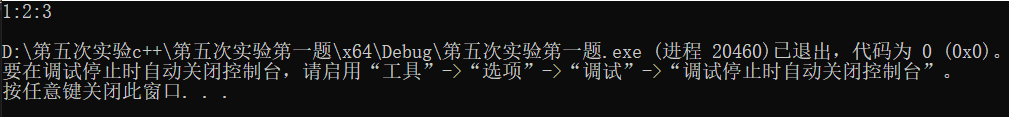 1:2:3
D:\第五次实验c++\第五次实验第一题\x64\Debug\第五次实验第一题.exe (进程 20460)已退出，代码为 0 (0x0)。
要在调试停止时自动关闭控制台，请启用“工具”->“选项”->“调试”->“调试停止时自动关闭控制台”。
按任意键关闭此窗口. . .